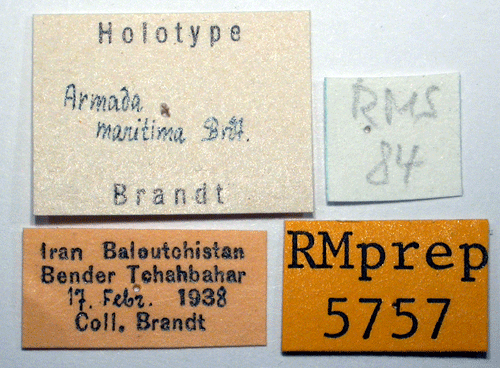 Holotype
Armada
maritima Brdt.
Brandt
RMS
84
Iran Baloutchistan
Bender Tchahbahar
17. Febr. 1938
Coll. Brandt
RMprep
5757